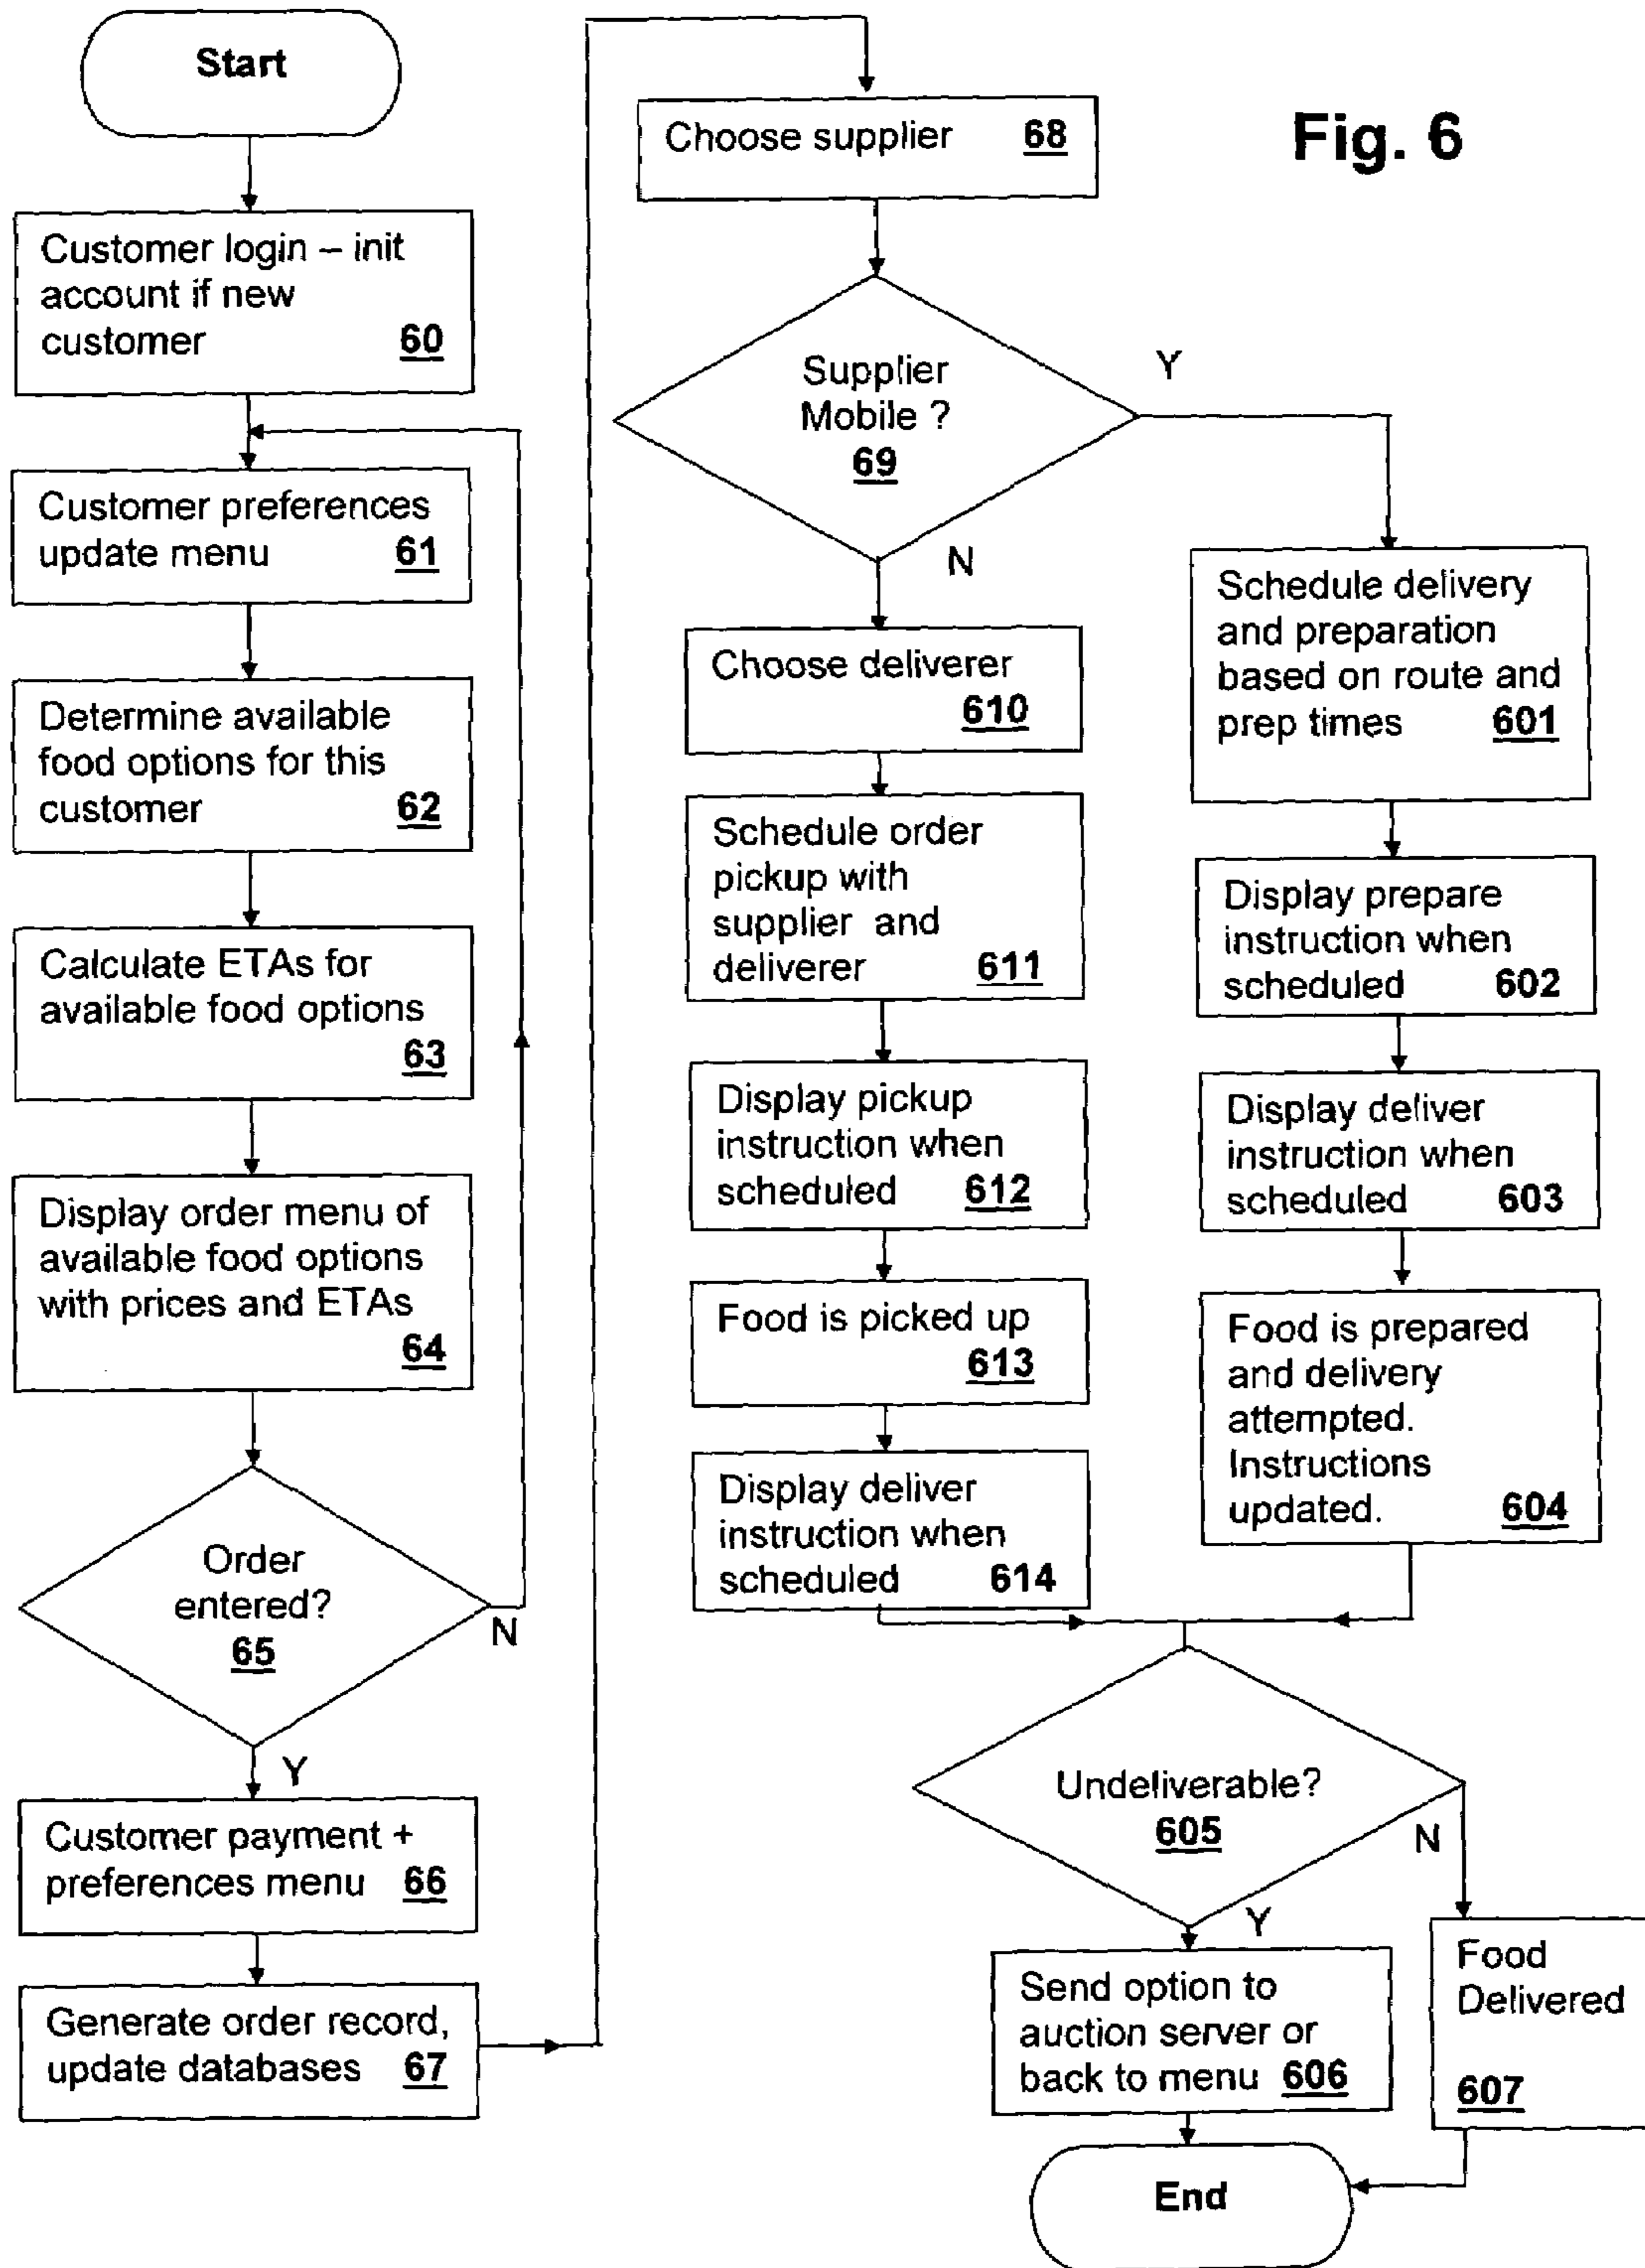 Start
Customer login – init
account if new
customer 60
Customer preferences
update menu 61
Determine available
food options for this
customer 62
Calculate ETAs for
available food options
63
Display order menu of
available food options
with prices and ETAs
64
Order
entered?
65
N
Y
Customer payment +
preferences menu 66
Generate order record,
update databases 67
Fig. 6
Choose supplier 68
Supplier
Mobile ?
69
Y
N
Choose deliverer
610
Schedule order
pickup with
supplier and
deliverer 611
Display pickup
instruction when
scheduled 612
Food is picked up
613
Display deliver
instruction when
scheduled 614
Schedule delivery
and preparation
based on route and
prep times 601
Display prepare
instruction when
scheduled 602
Display deliver
instruction when
scheduled 603
Food is prepared
and delivery
attempted.
Instructions
updated. 604
Undeliverable?
605
N
Y
Send option to
auction server or
back to menu 606
Food
Delivered
607
End